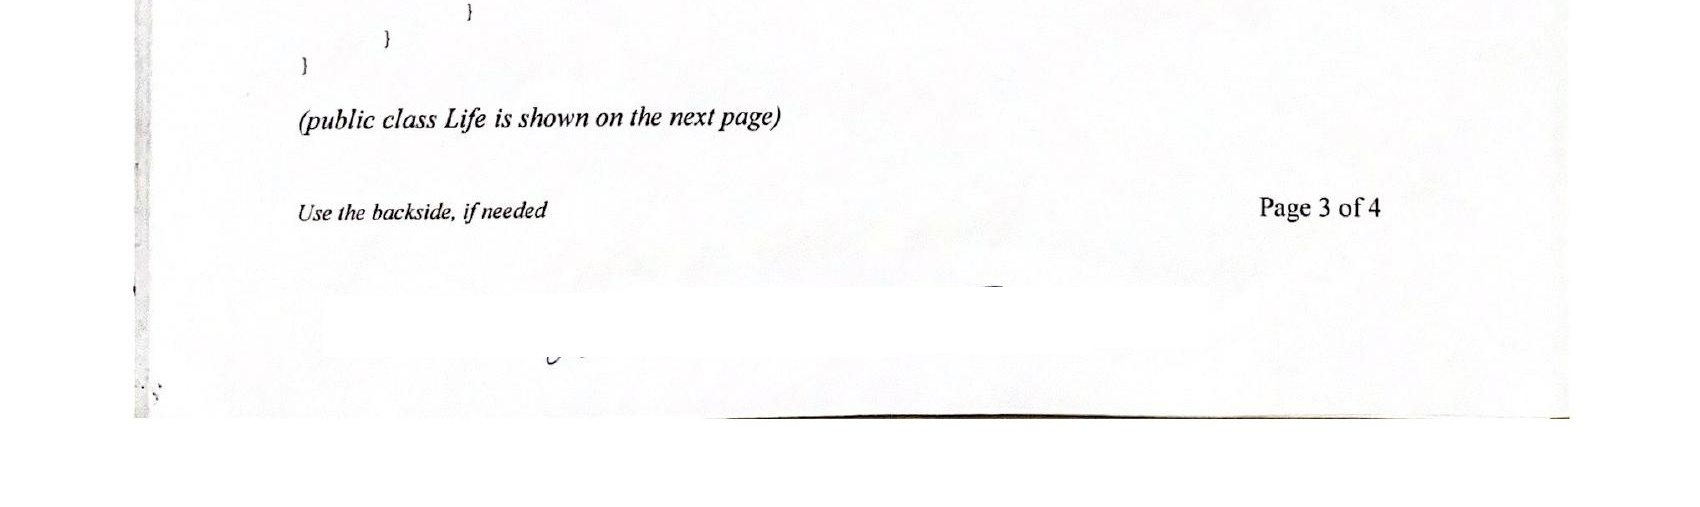 }
}
}
(public class Life is shown on the next page)
Use the backside, if needed
Page 3 of 4